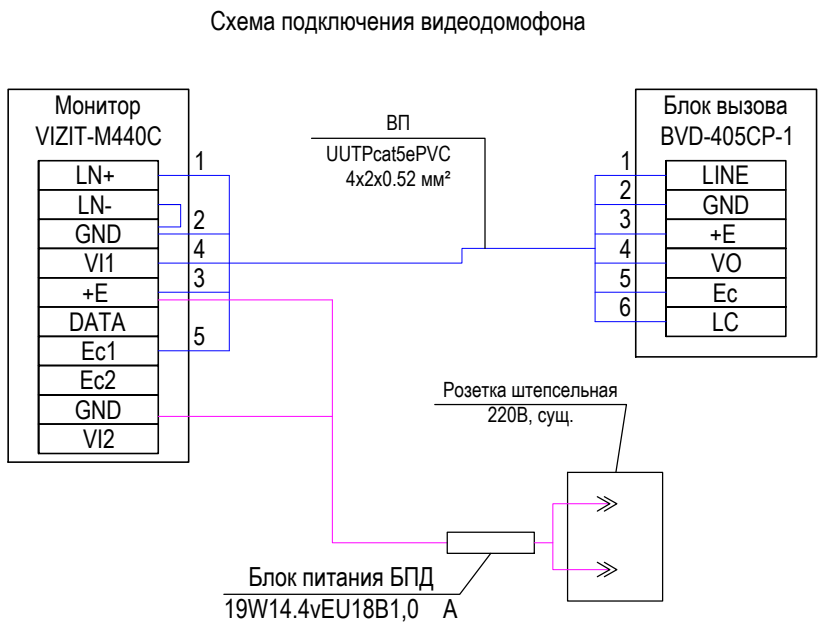 Схема подключения видеодомофона
Монитор
VIZIT-M440C
LN+
LN-
GND
VI1
+E
DATA
Ec1
Ec2
GND
VI2
1
2
4
3
5
ВП
UUTPcat5ePVC
4x2x0.52 мм²
Блок вызова
BVD-405CP-1
1
2
3
4
5
6
LINE
GND
+E
VO
Ec
LC
Розетка штепсельная
220В, сущ.
Блок питания БПД
19W14.4vEU18B1,0 А